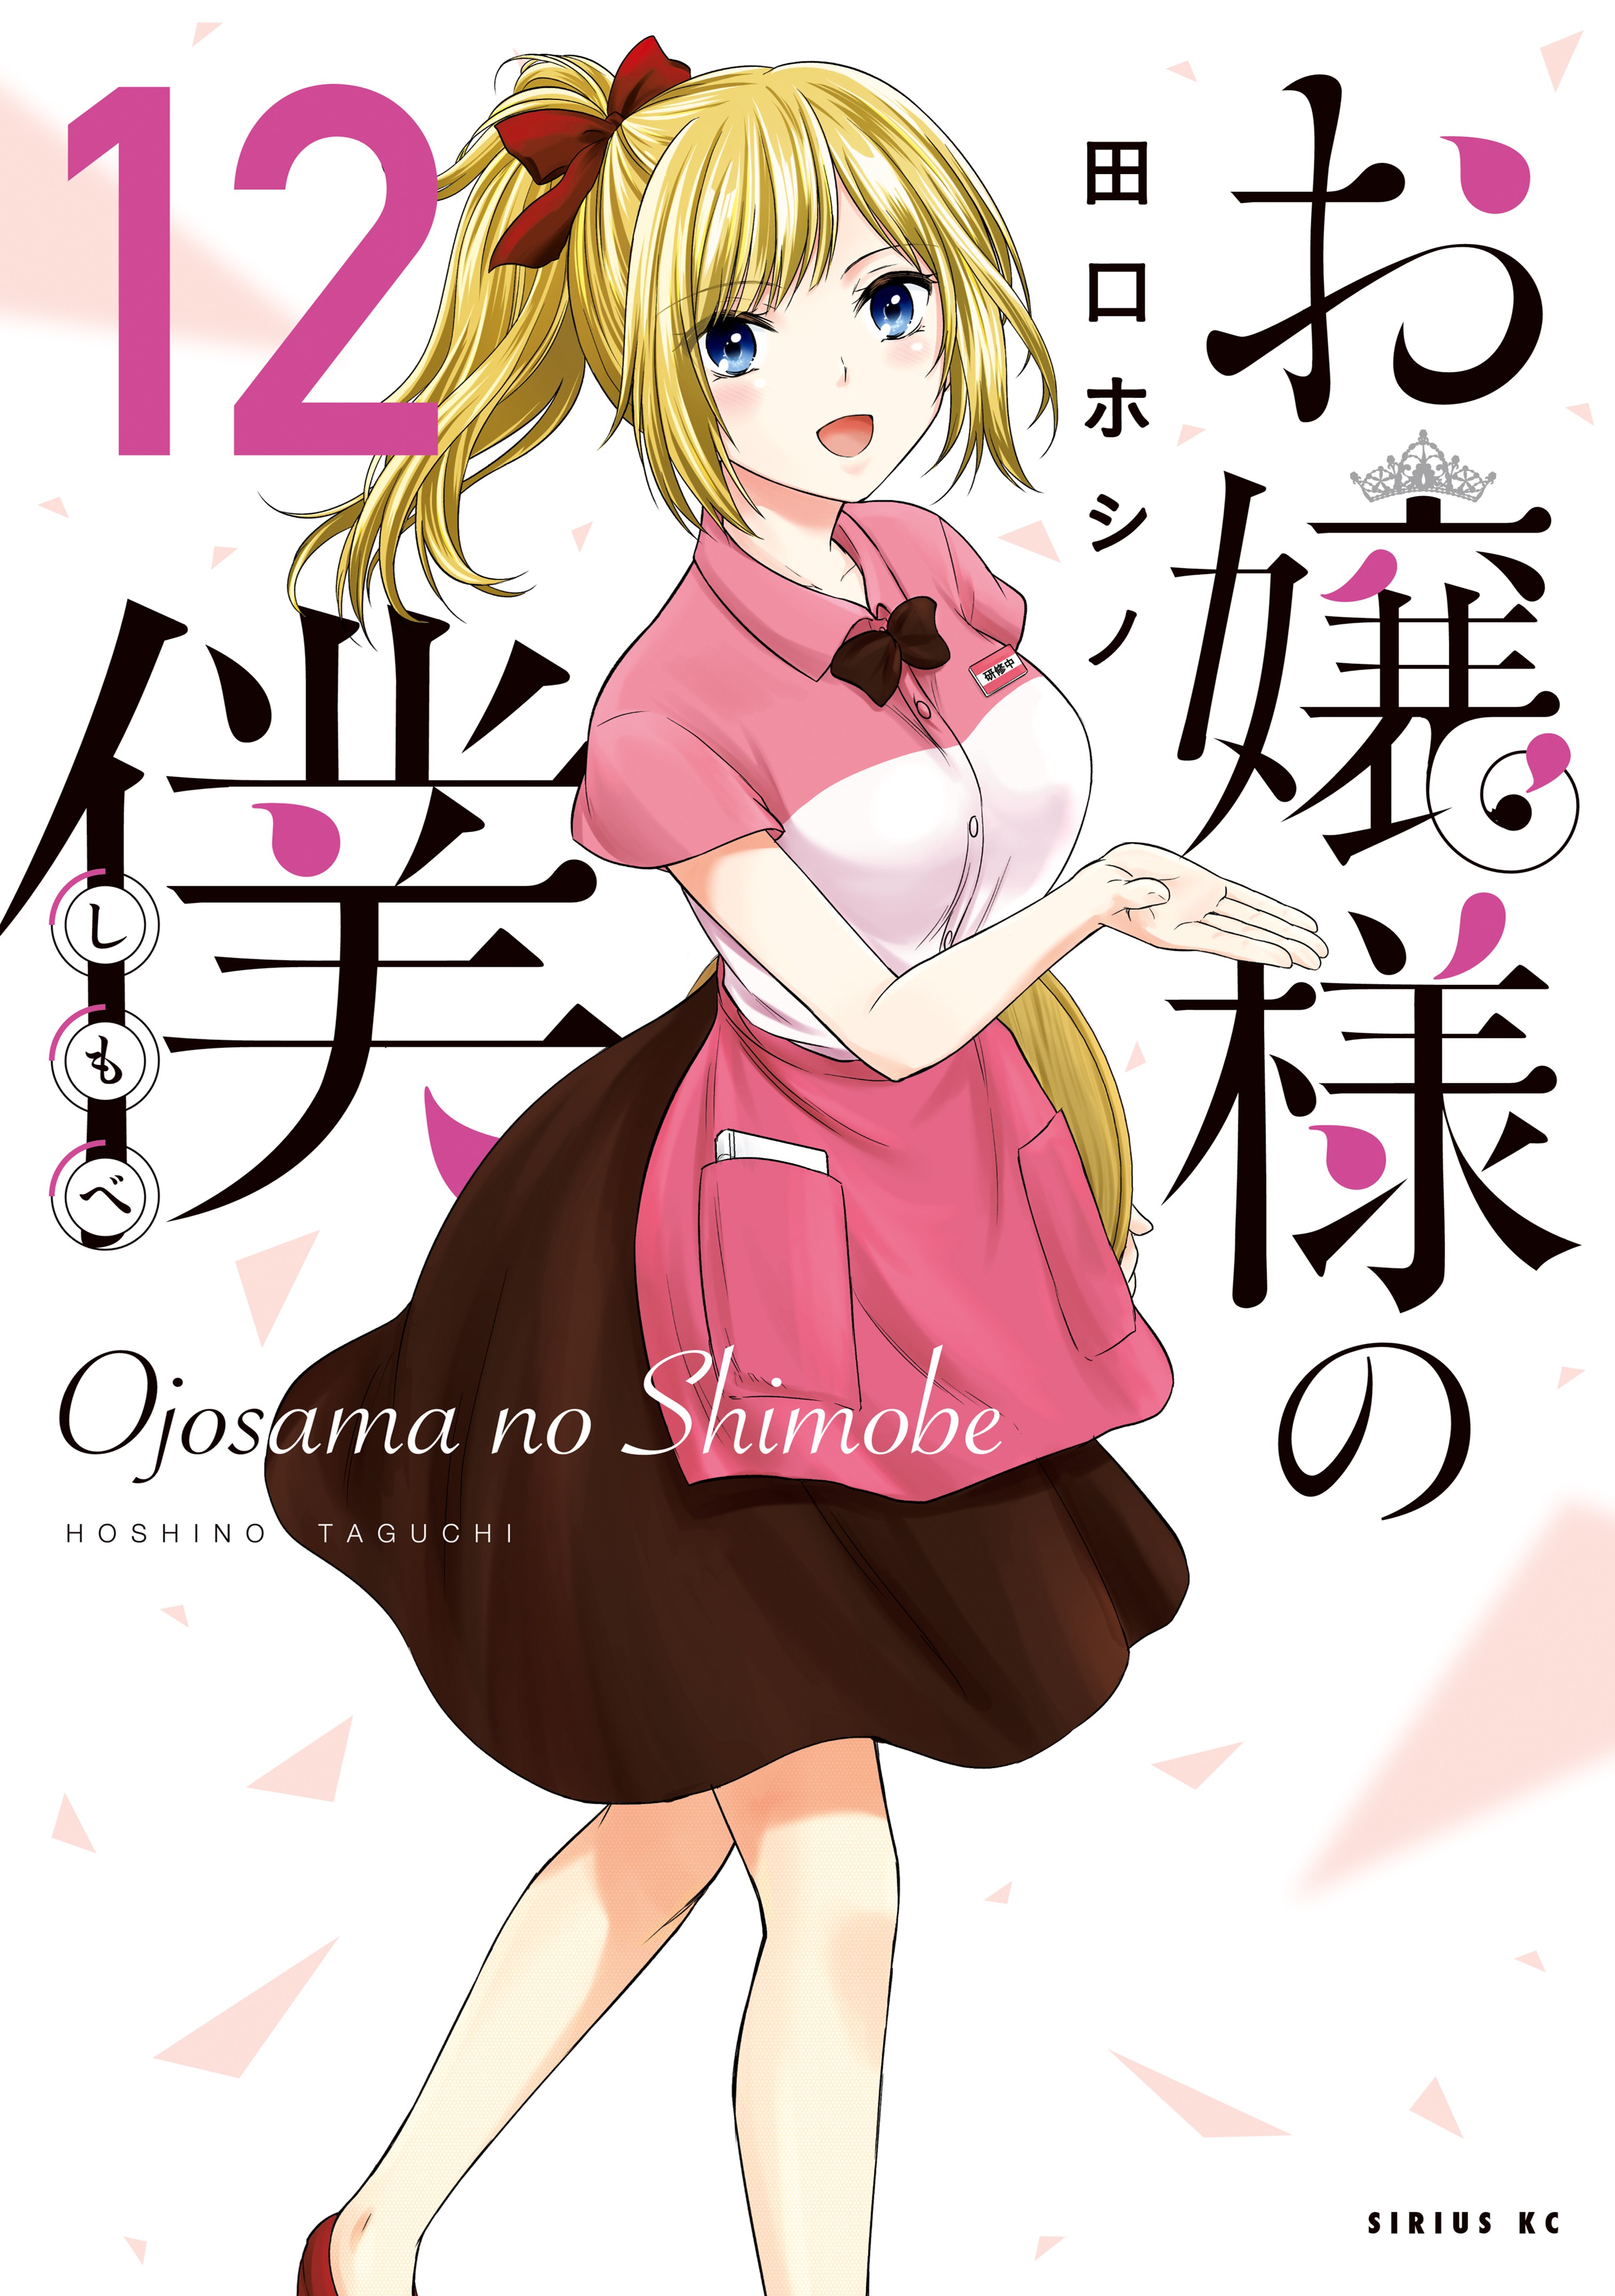 お嬢様の
僕
しもべ
12
田口ホシノ
研修中
Ojosama no Shimobe
HOSHINO TAGUCHI
SIRIUS KC